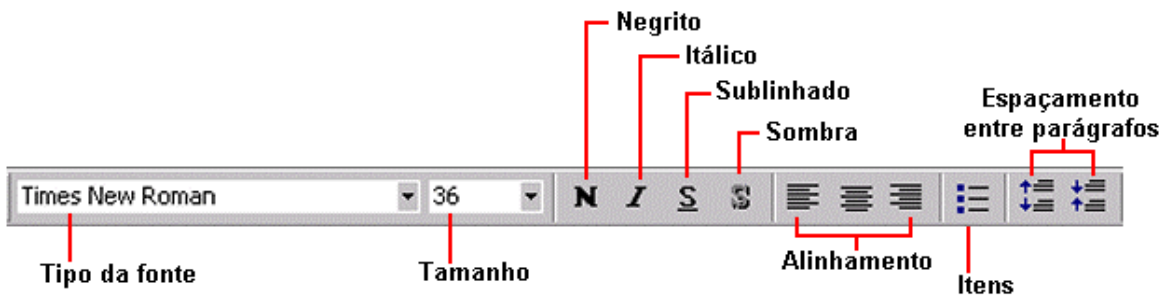 Negrito
Itálico
Sublinhado
Sombra
Espaçamento
entre parágrafos
Times New Roman
36
N I S S
Tipo da fonte
Tamanho
Alinhamento
Itens